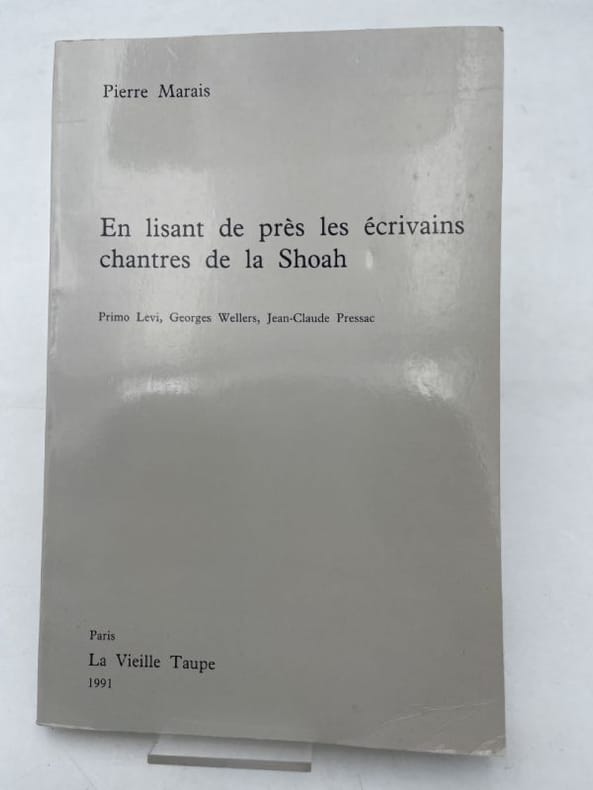 Pierre Marais
En lisant de près les écrivains
chantres de la Shoah
Primo Levi, Georges Wellers, Jean-Claude Pressac
Paris
La Vieille Taupe
1991